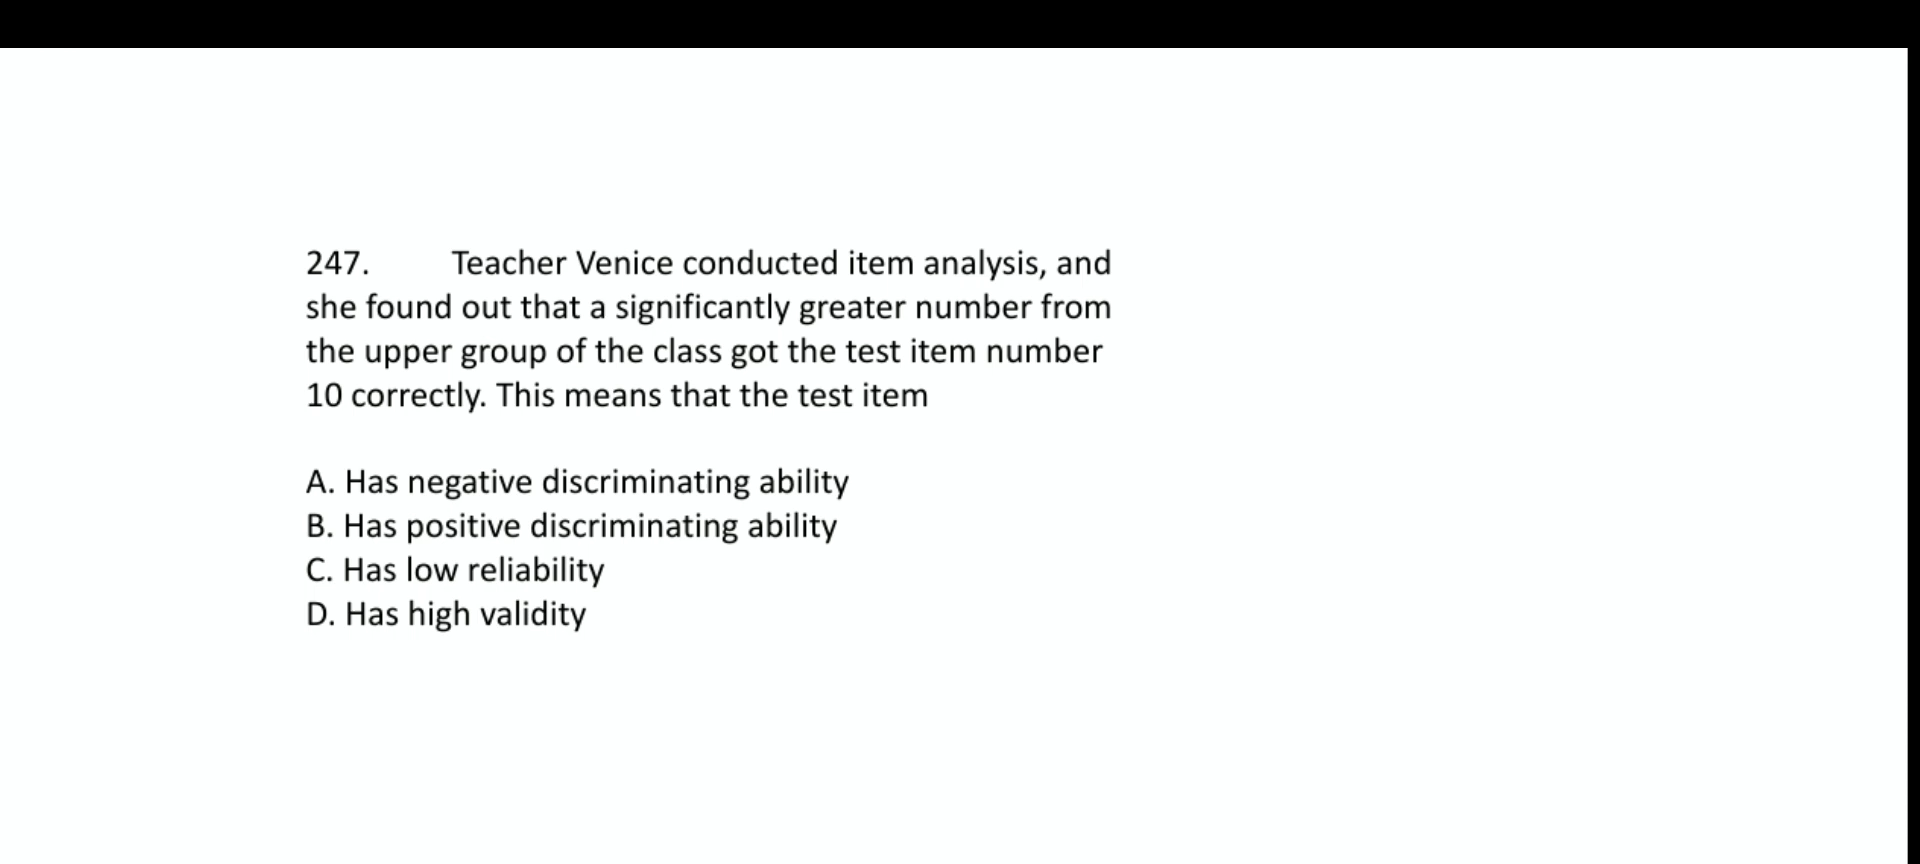 247. Teacher Venice conducted item analysis, and
she found out that a significantly greater number from
the upper group of the class got the test item number
10 correctly. This means that the test item
A. Has negative discriminating ability
B. Has positive discriminating ability
C. Has low reliability
D. Has high validity